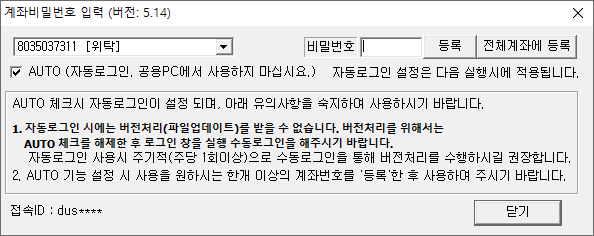 계좌비밀번호 입력 (버전: 5.14)
8035037311 [위탁]
비밀번호
등록
전계좌에 등록
AUTO (자동로그인, 공용PC에서 사용하지 마십시요.) 자동로그인 설정은 다음 실행시에 적용됩니다.
AUTO 체크시 자동로그인이 설정 되며, 아래 유의사항을 숙지하여 사용하시기 바랍니다.
1. 자동로그인 시에는 버전처리(파일업데이트)를 받을 수 없습니다. 버전처리를 위해서는
AUTO 체크를 해제한 후 로그인 창을 실행 수동로그인을 해주시기 바랍니다.
자동로그인 사용시 주기적(주당 1회이상)으로 수동로그인을 통해 버전처리를 수행하시길 권장합니다.
2. AUTO 기능 설정 시 사용을 원하시는 한개 이상의 계좌번호를 '등록'한 후 사용하여 주시기 바랍니다.
접속ID : dus****
닫기